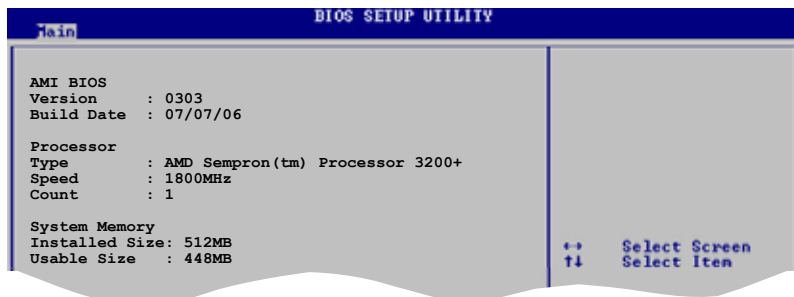 BIOS SETUP UTILITY
Main
AMI BIOS
Version : 0303
Build Date : 07/07/06
Processor
Type : AMD Sempron(tm) Processor 3200+
Speed : 1800MHz
Count : 1
System Memory
Installed Size: 512MB
Usable Size : 448MB
↔ Select Screen
↑↓ Select Item